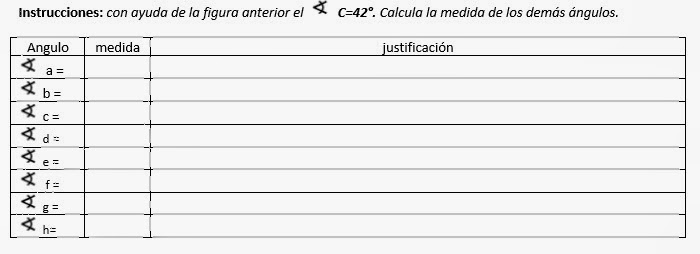 Instrucciones: con ayuda de la figura anterior el ∢ C=42°. Calcula la medida de los demás ángulos.
Angulo medida justificación
∢ a =
∢ b =
∢ c =
∢ d =
∢ e =
∢ f =
∢ g =
∢ h=